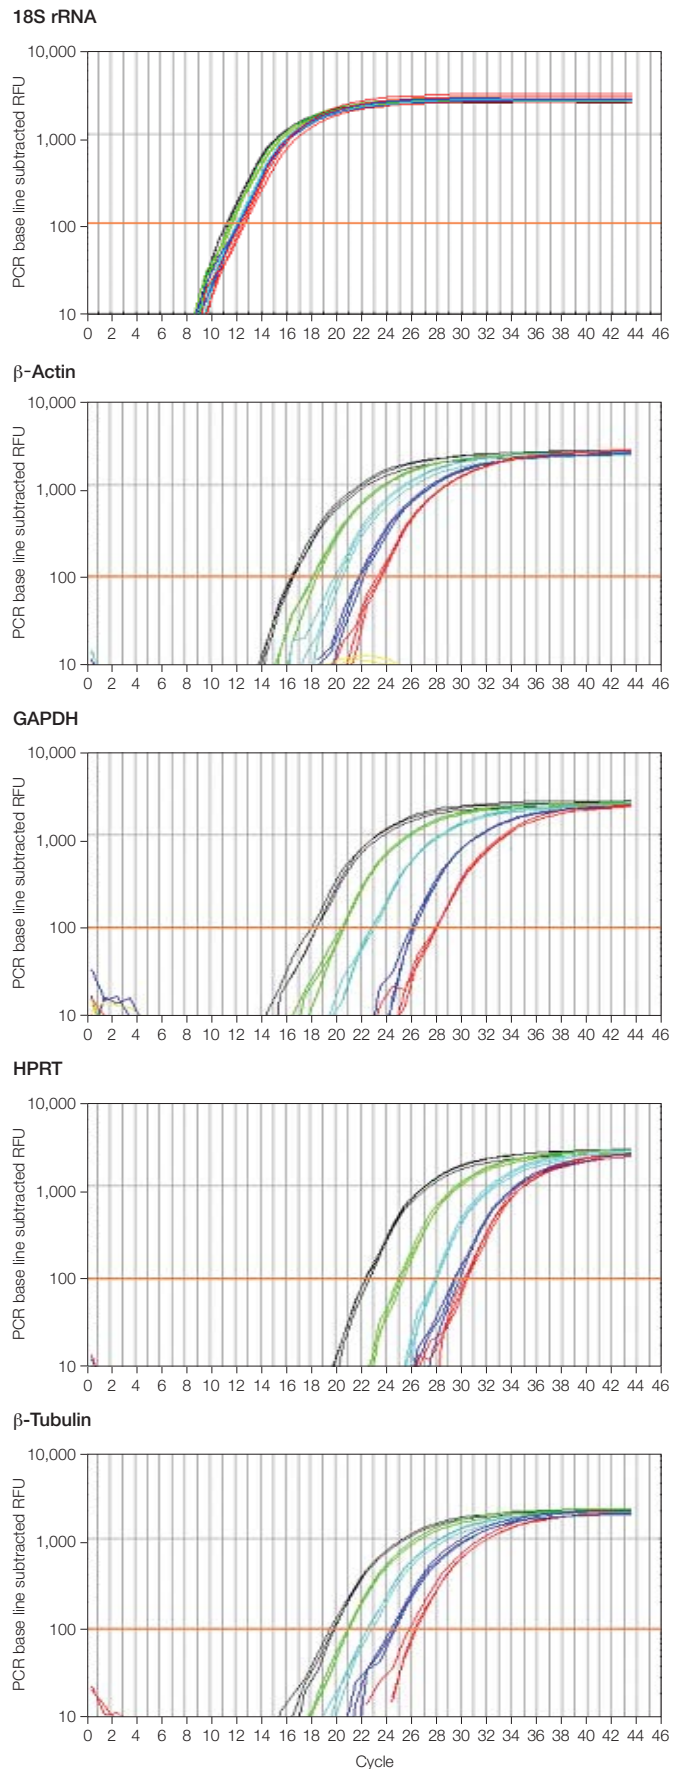 18S rRNA
PCR base line subtracted RFU
10,000
1,000
100
10
0 2 4 6 8 10 12 14 16 18 20 22 24 26 28 30 32 34 36 38 40 42 44 46
β-Actin
PCR base line subtracted RFU
10,000
1,000
100
10
0 2 4 6 8 10 12 14 16 18 20 22 24 26 28 30 32 34 36 38 40 42 44 46
GAPDH
PCR base line subtracted RFU
10,000
1,000
100
10
0 2 4 6 8 10 12 14 16 18 20 22 24 26 28 30 32 34 36 38 40 42 44 46
HPRT
PCR base line subtracted RFU
10,000
1,000
100
10
0 2 4 6 8 10 12 14 16 18 20 22 24 26 28 30 32 34 36 38 40 42 44 46
β-Tubulin
PCR base line subtracted RFU
10,000
1,000
100
10
0 2 4 6 8 10 12 14 16 18 20 22 24 26 28 30 32 34 36 38 40 42 44 46
Cycle